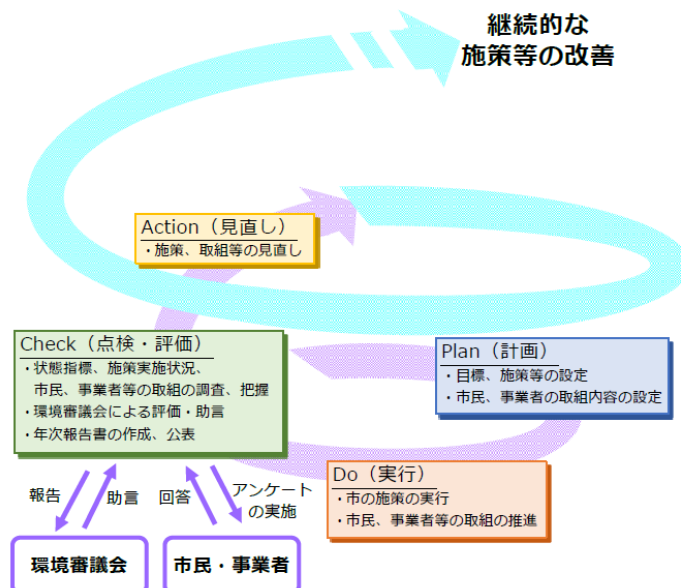 継続的な
施策等の改善
Action（見直し）
・施策、取組等の見直し
Check（点検・評価）
・状態指標、施策実施状況、
市民、事業者等の取組の調査、把握
・環境審議会による評価・助言
・年次報告書の作成、公表
Plan（計画）
・目標、施策等の設定
・市民、事業者の取組内容の設定
Do（実行）
・市の施策の実行
・市民、事業者等の取組の推進
報告
助言
回答
アンケート
の実施
環境審議会
市民・事業者